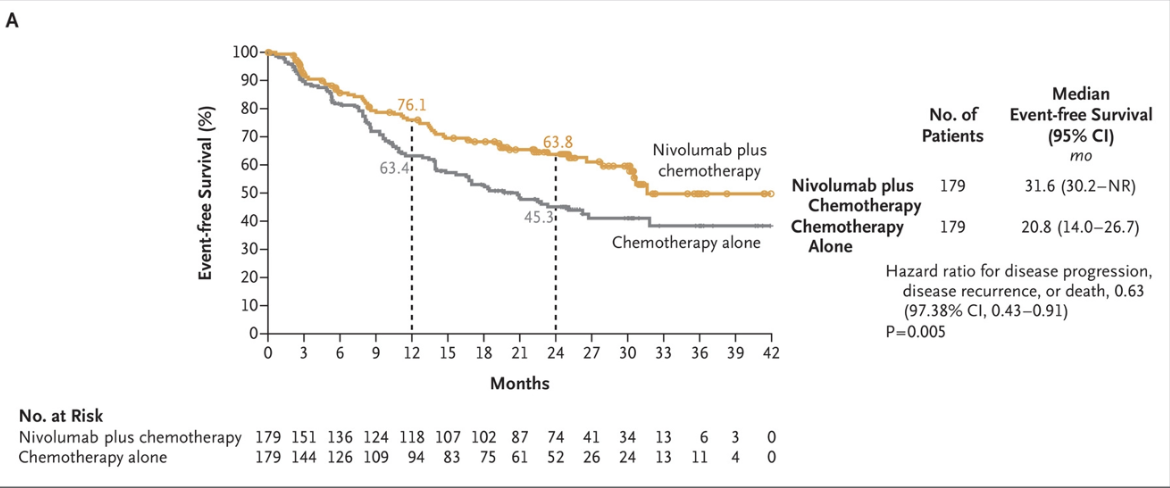 A
Event-free Survival (%)
100
90
80
70
60
50
40
30
20
10
0
76.1
63.4
63.8
45.3
Nivolumab plus
chemotherapy
Chemotherapy alone
0 3 6 9 12 15 18 21 24 27 30 33 36 39 42
Months
No. of
Patients
Median
Event-free Survival
(95% CI)
mo
Nivolumab plus 179 31.6 (30.2–NR)
Chemotherapy
Chemotherapy 179 20.8 (14.0–26.7)
Alone
Hazard ratio for disease progression,
disease recurrence, or death, 0.63
(97.38% CI, 0.43–0.91)
P=0.005
No. at Risk
Nivolumab plus chemotherapy 179 151 136 124 118 107 102 87 74 41 34 13 6 3 0
Chemotherapy alone 179 144 126 109 94 83 75 61 52 26 24 13 11 4 0